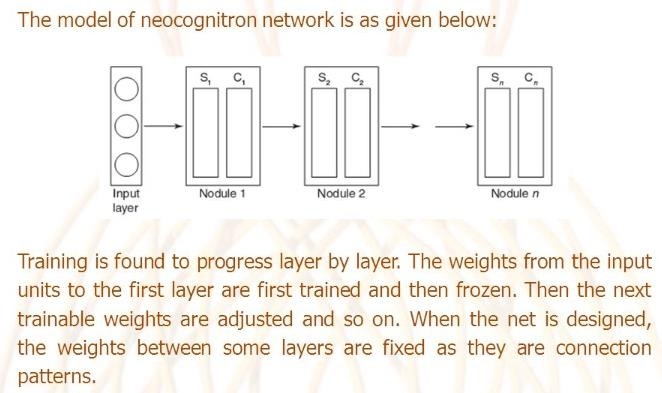 The model of neocognitron network is as given below:
S₁ C₁ S₂ C₂ Sₙ Cₙ
Input
layer
Nodule 1 Nodule 2 Nodule n
Training is found to progress layer by layer. The weights from the input
units to the first layer are first trained and then frozen. Then the next
trainable weights are adjusted and so on. When the net is designed,
the weights between some layers are fixed as they are connection
patterns.